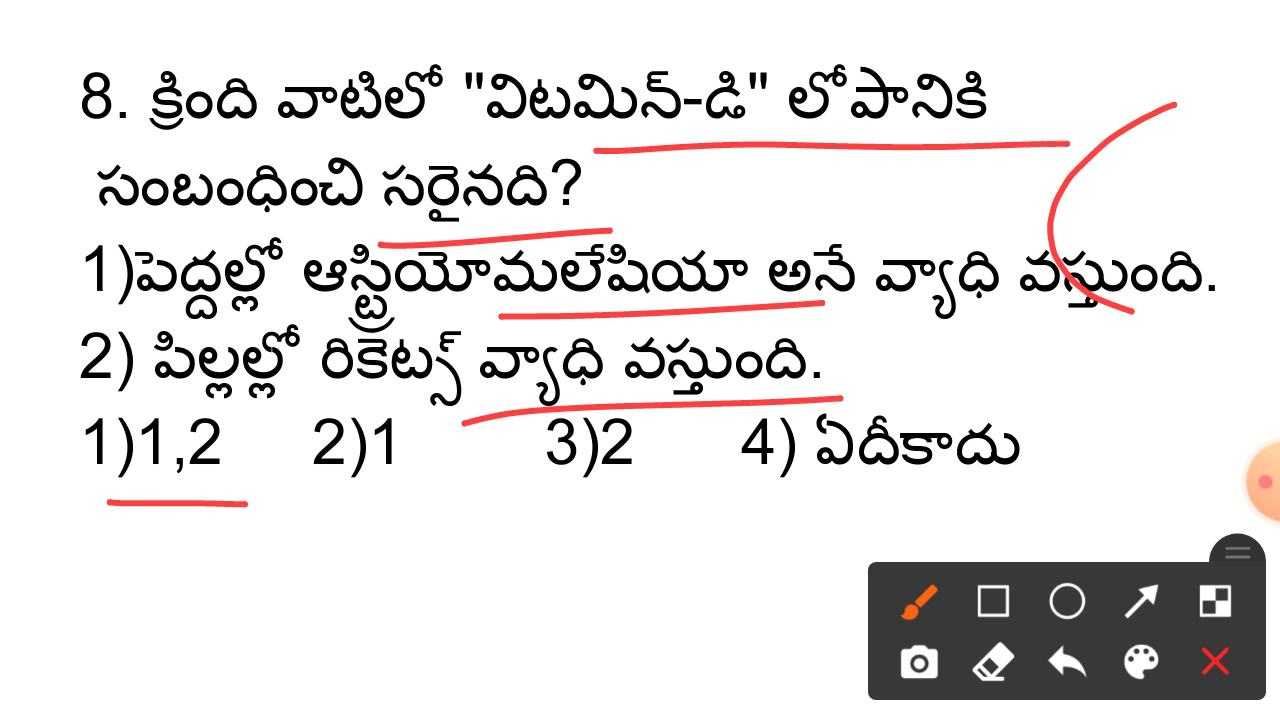 8. క్రింది వాటిలో "విటమిన్-డి" లోపానికి
సంబంధించి సరైనది?
1)పెద్దల్లో ఆస్ట్రియోమలేషియా అనే వ్యాధి వస్తుంది.
2) పిల్లల్లో రికెట్స్ వ్యాధి వస్తుంది.
1)1,2 2)1 3)2 4) ఏదీకాదు